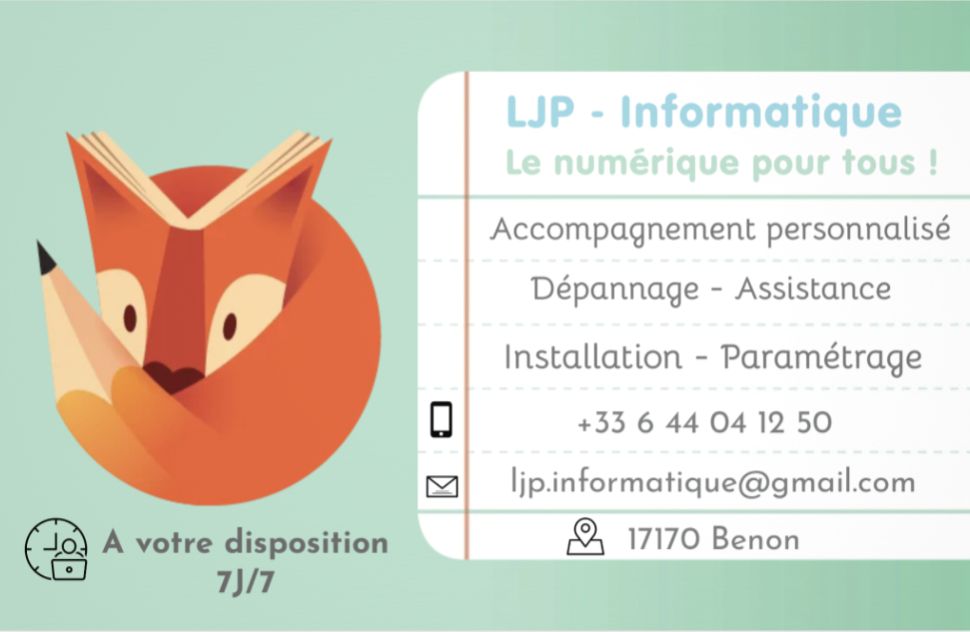 LJP - Informatique
Le numérique pour tous !
Accompagnement personnalisé
Dépannage - Assistance
Installation - Paramétrage
+33 6 44 04 12 50
ljp.informatique@gmail.com
17170 Benon
A votre disposition
7J/7